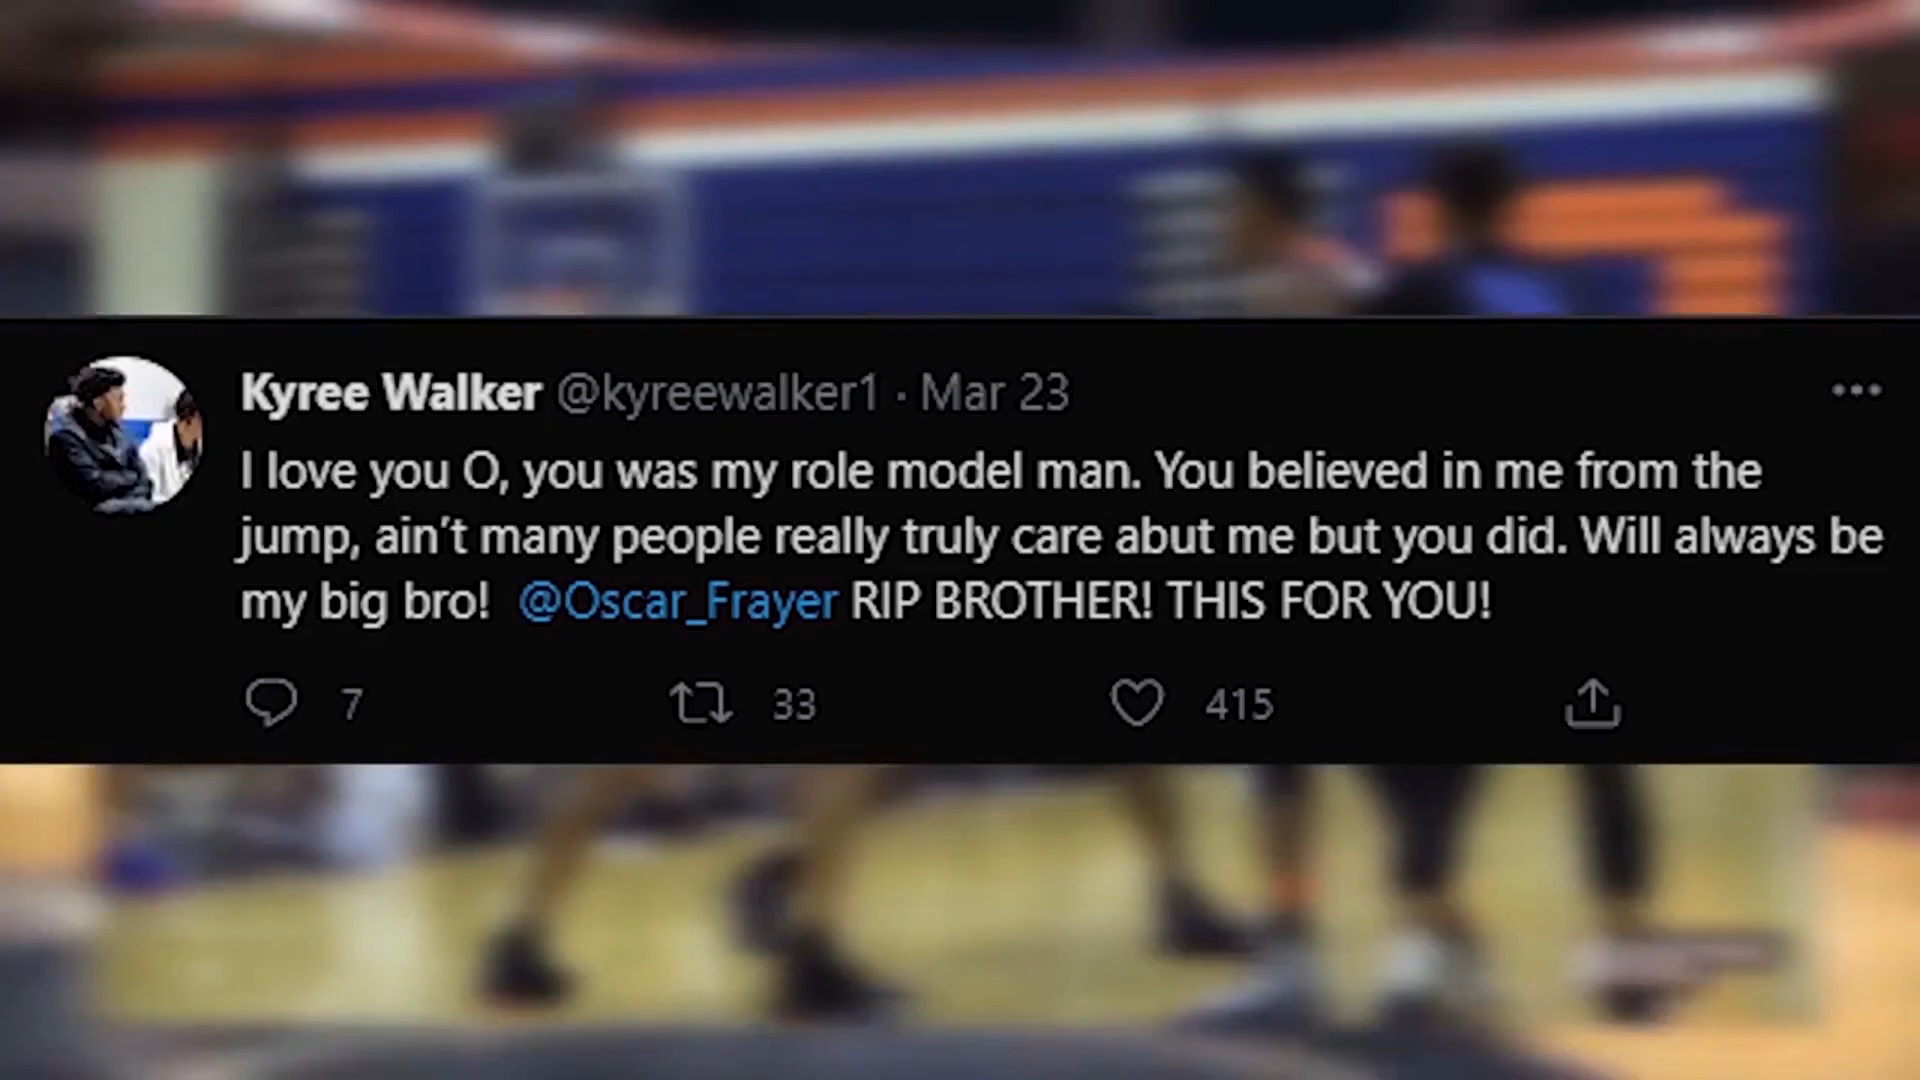 Kyree Walker @kyreewalker1 · Mar 23
I love you O, you was my role model man. You believed in me from the
jump, ain’t many people really truly care abut me but you did. Will always be
my big bro! @Oscar_Frayer RIP BROTHER! THIS FOR YOU!
7 33 415